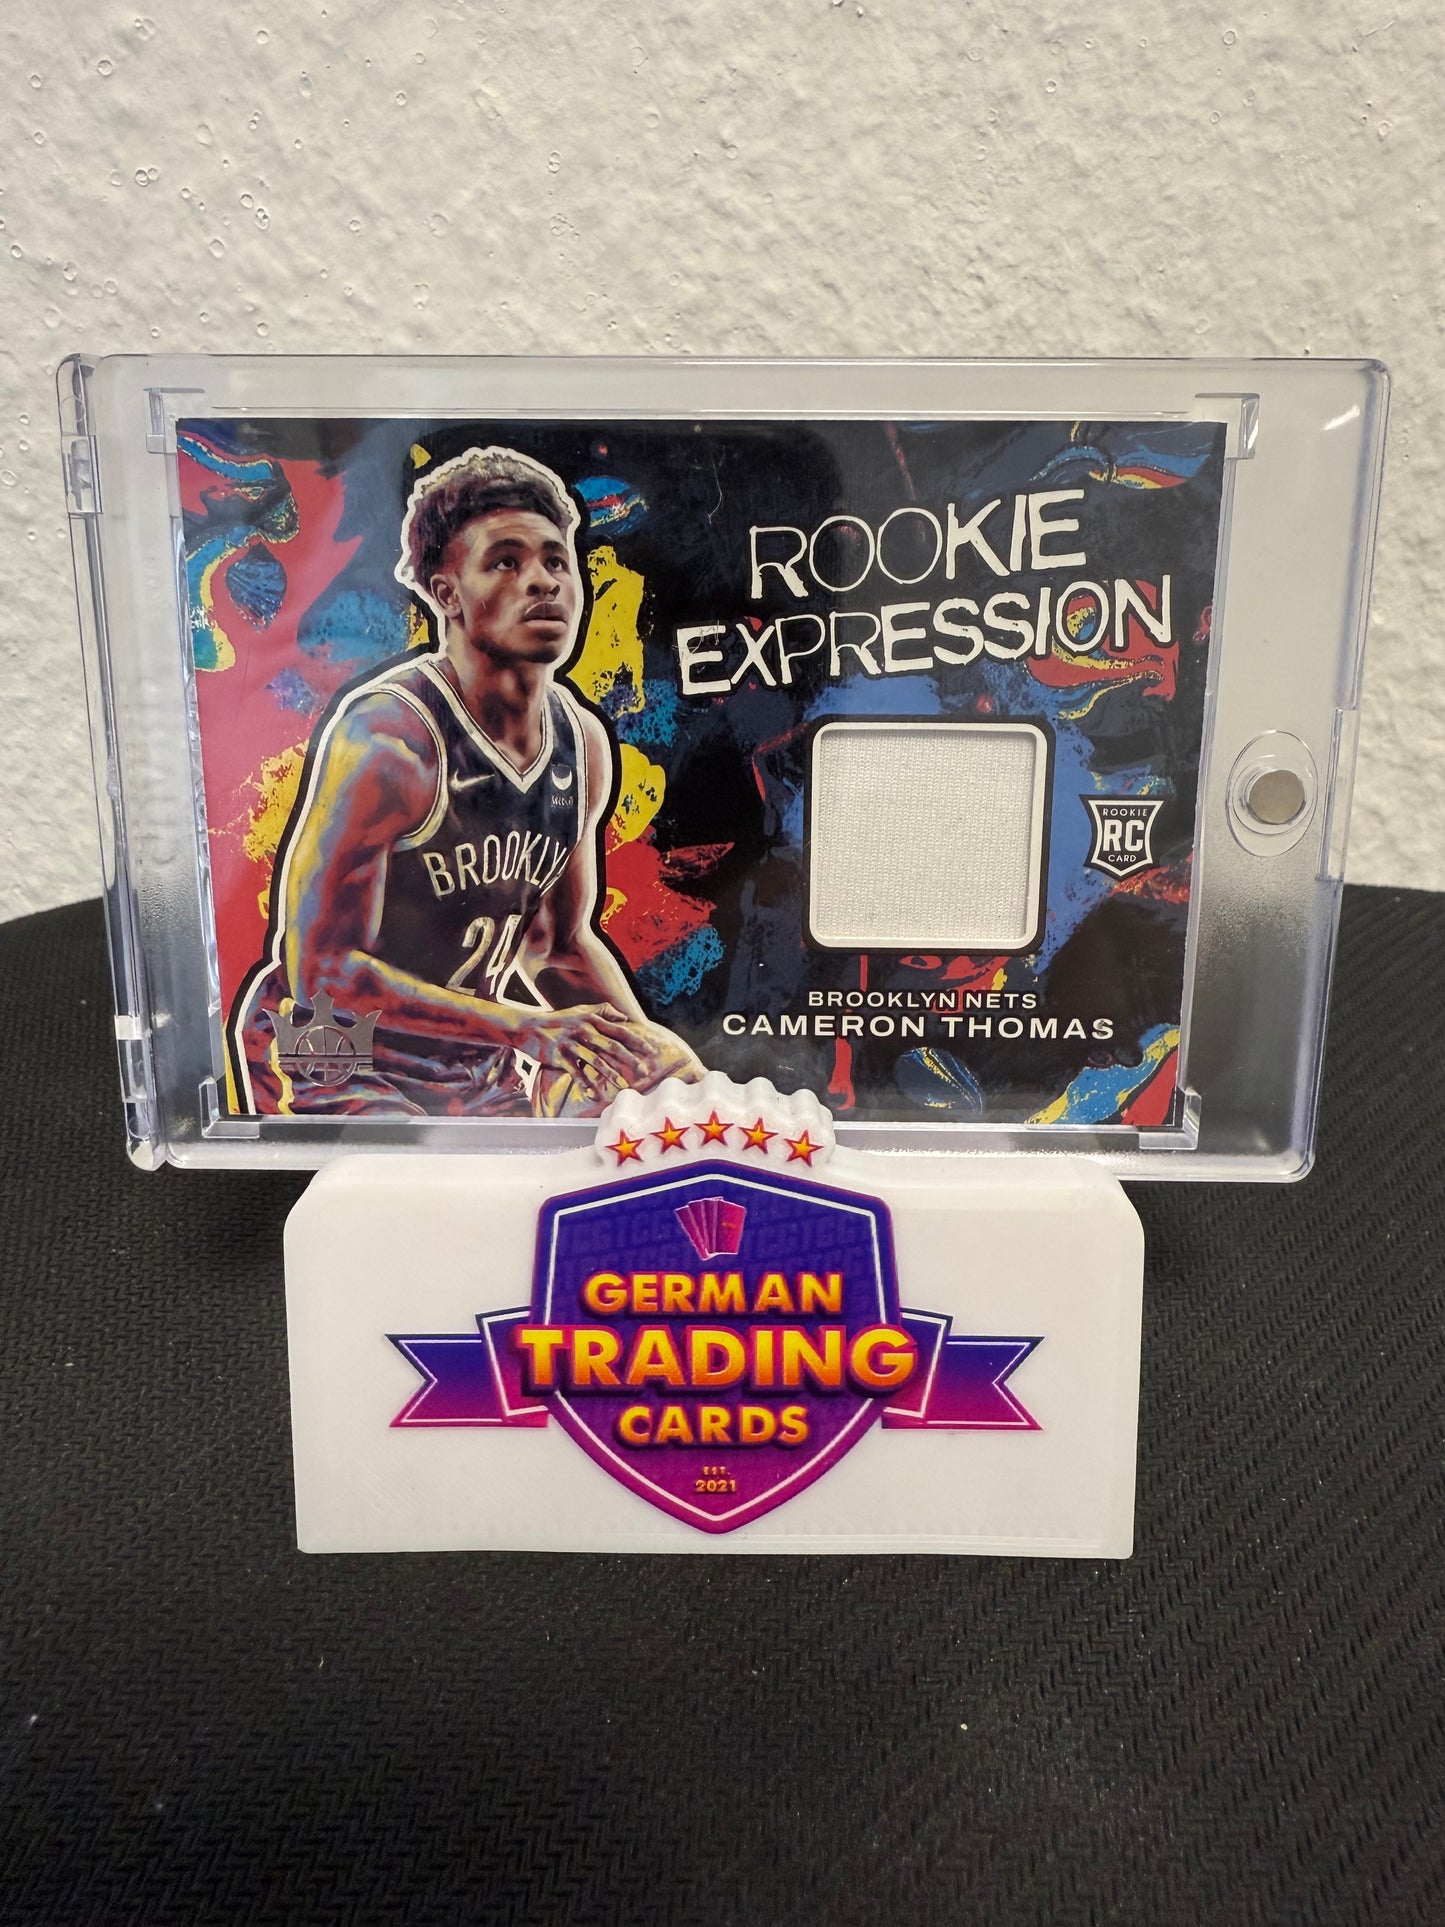 ROOKIE
EXPRESSION
BROOKLYN
24
ROOKIE
RC
CARD
BROOKLYN NETS
CAMERON THOMAS
GERMAN
TRADING
CARDS
EST.
2021